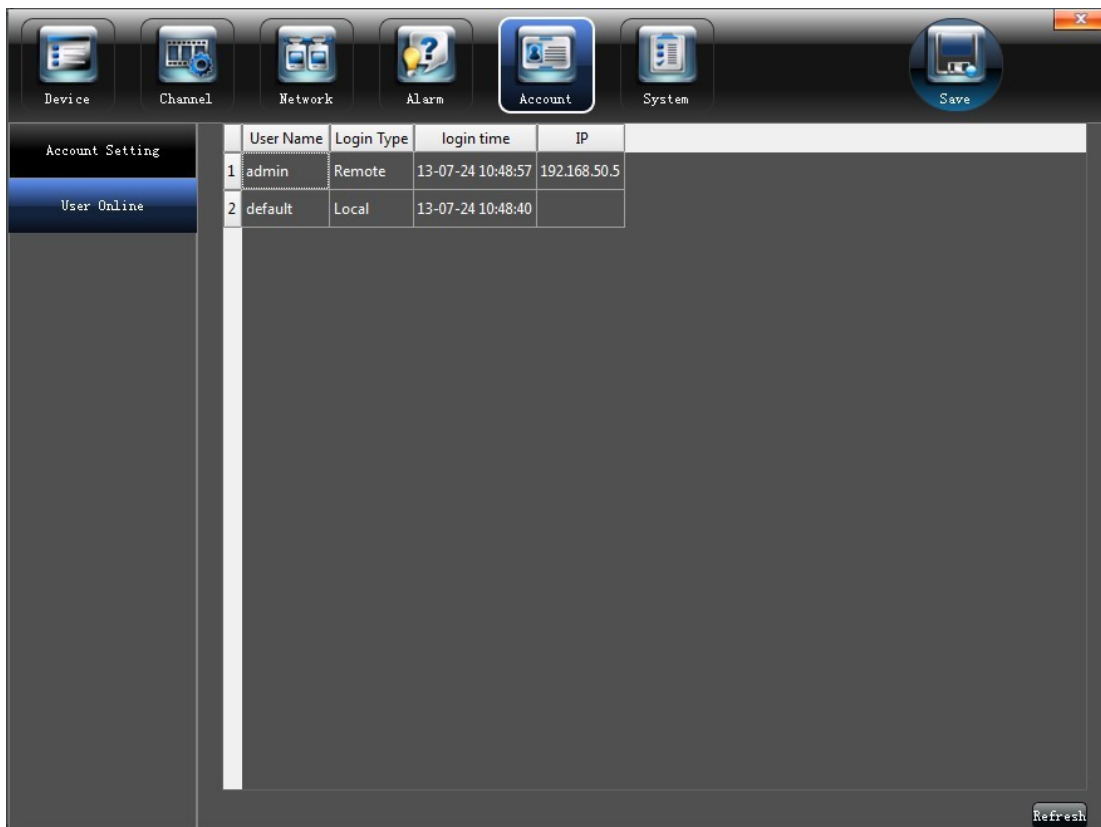 Device Channel Network Alarm Account System Save
Account Setting
User Online
User Name Login Type login time IP
1 admin Remote 13-07-24 10:48:57 192.168.50.5
2 default Local 13-07-24 10:48:40
Refresh